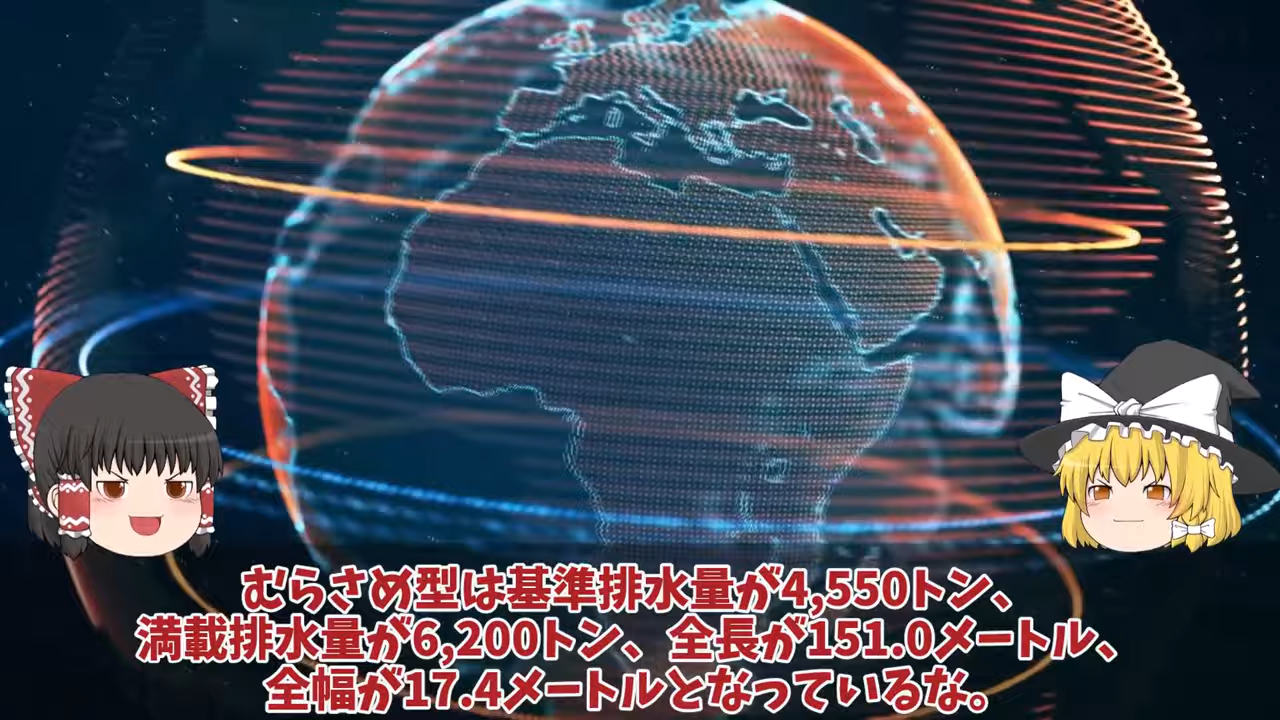 むらさめ型は基準排水量が4,550トン、
満載排水量が6,200トン、全長が151.0メートル、
全幅が17.4メートルとなっているな。